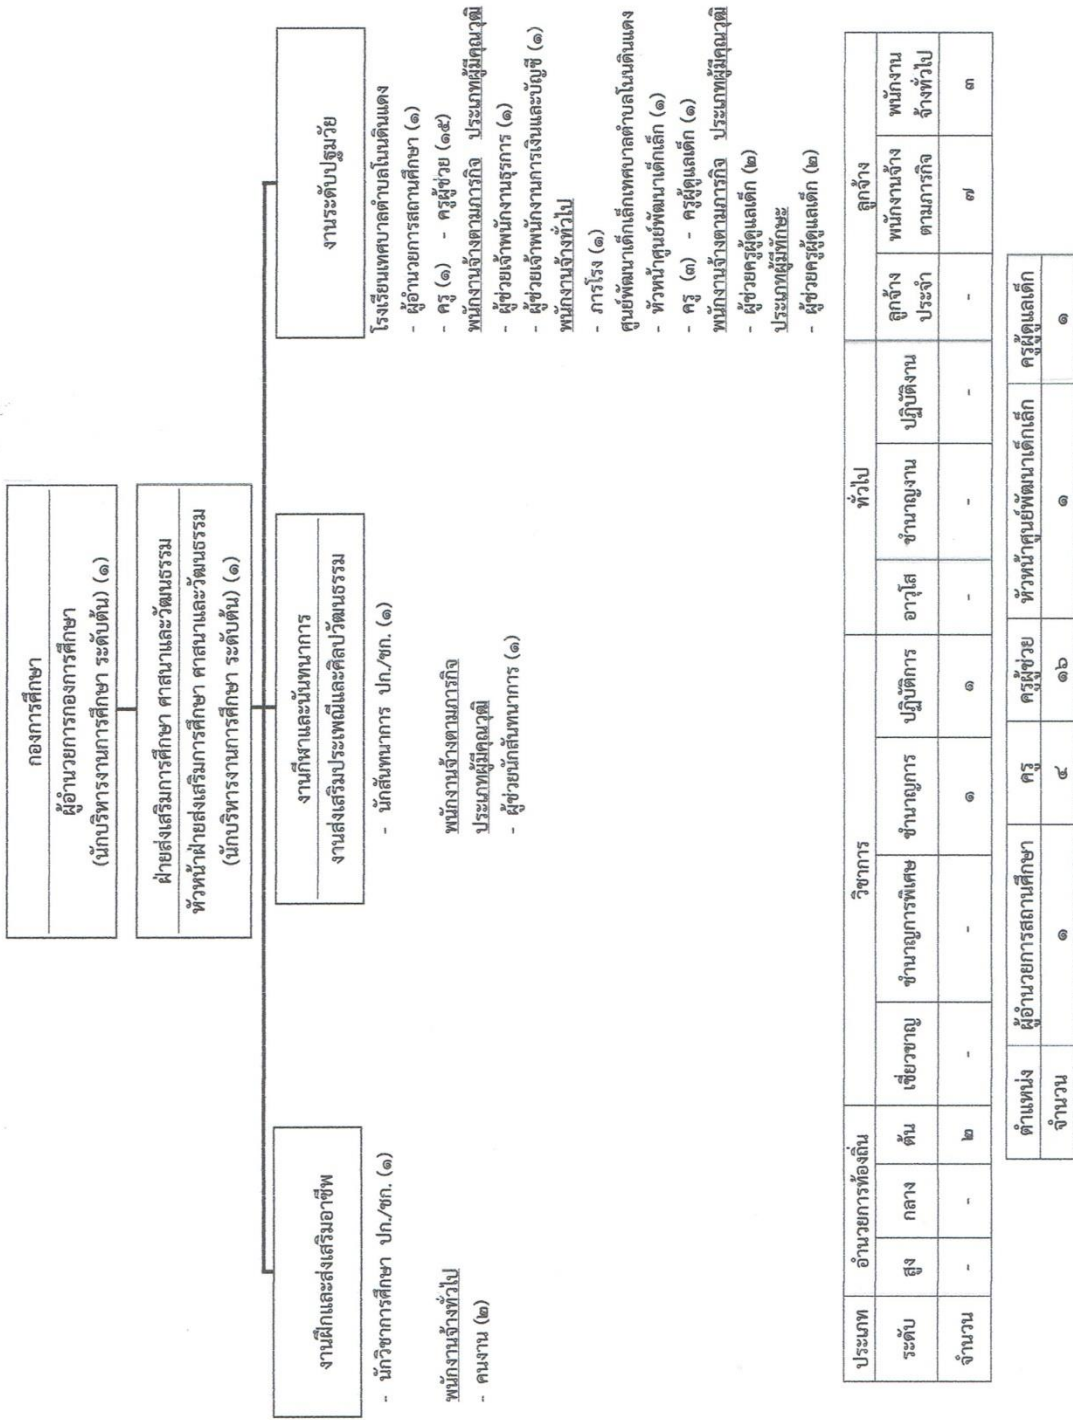 กองการศึกษา
ผู้อำนวยการกองการศึกษา
(นักบริหารงานการศึกษา ระดับต้น) (๑)
ฝ่ายส่งเสริมการศึกษา ศาสนาและวัฒนธรรม
หัวหน้าฝ่ายส่งเสริมการศึกษา ศาสนาและวัฒนธรรม
(นักบริหารงานการศึกษา ระดับต้น) (๑)
งานฝึกและส่งเสริมอาชีพ
- นักวิชาการศึกษา ปก./ชก. (๑)
พนักงานจ้างทั่วไป
- คนงาน (๒)
งานกีฬาและนันทนาการ
งานส่งเสริมประเพณีและศิลปวัฒนธรรม
- นักสันทนาการ ปก./ชก. (๑)
พนักงานจ้างตามภารกิจ
ประเภทผู้มีคุณวุฒิ
- ผู้ช่วยนักสันทนาการ (๑)
งานระดับปฐมวัย
โรงเรียนเทศบาลตำบลโนนดินแดง
- ผู้อำนวยการสถานศึกษา (๑)
- ครู (๑) - ครูผู้ช่วย (๑๕)
พนักงานจ้างตามภารกิจ ประเภทผู้มีคุณวุฒิ
- ผู้ช่วยเจ้าพนักงานธุรการ (๑)
- ผู้ช่วยเจ้าพนักงานการเงินและบัญชี (๑)
พนักงานจ้างทั่วไป
- ภารโรง (๑)
ศูนย์พัฒนาเด็กเล็กเทศบาลตำบลโนนดินแดง
- หัวหน้าศูนย์พัฒนาเด็กเล็ก (๑)
- ครู (๓) - ครูผู้ดูแลเด็ก (๑)
พนักงานจ้างตามภารกิจ ประเภทผู้มีคุณวุฒิ
- ผู้ช่วยครูผู้ดูแลเด็ก (๒)
ประเภทผู้มีทักษะ
- ผู้ช่วยครูผู้ดูแลเด็ก (๒)
ประเภท อำนวยการท้องถิ่น วิชาการ ทั่วไป ลูกจ้าง
ระดับ สูง กลาง ต้น เชี่ยวชาญ ชำนาญการพิเศษ ชำนาญการ ปฏิบัติการ อาวุโส ชำนาญงาน ปฏิบัติงาน ลูกจ้างประจำ พนักงานจ้างตามภารกิจ พนักงานจ้างทั่วไป
จำนวน - - ๒ - - ๑ ๑ - - - - ๗ ๓
ตำแหน่ง ผู้อำนวยการสถานศึกษา ครู ครูผู้ช่วย หัวหน้าศูนย์พัฒนาเด็กเล็ก ครูผู้ดูแลเด็ก
จำนวน ๑ ๔ ๑๖ ๑ ๑